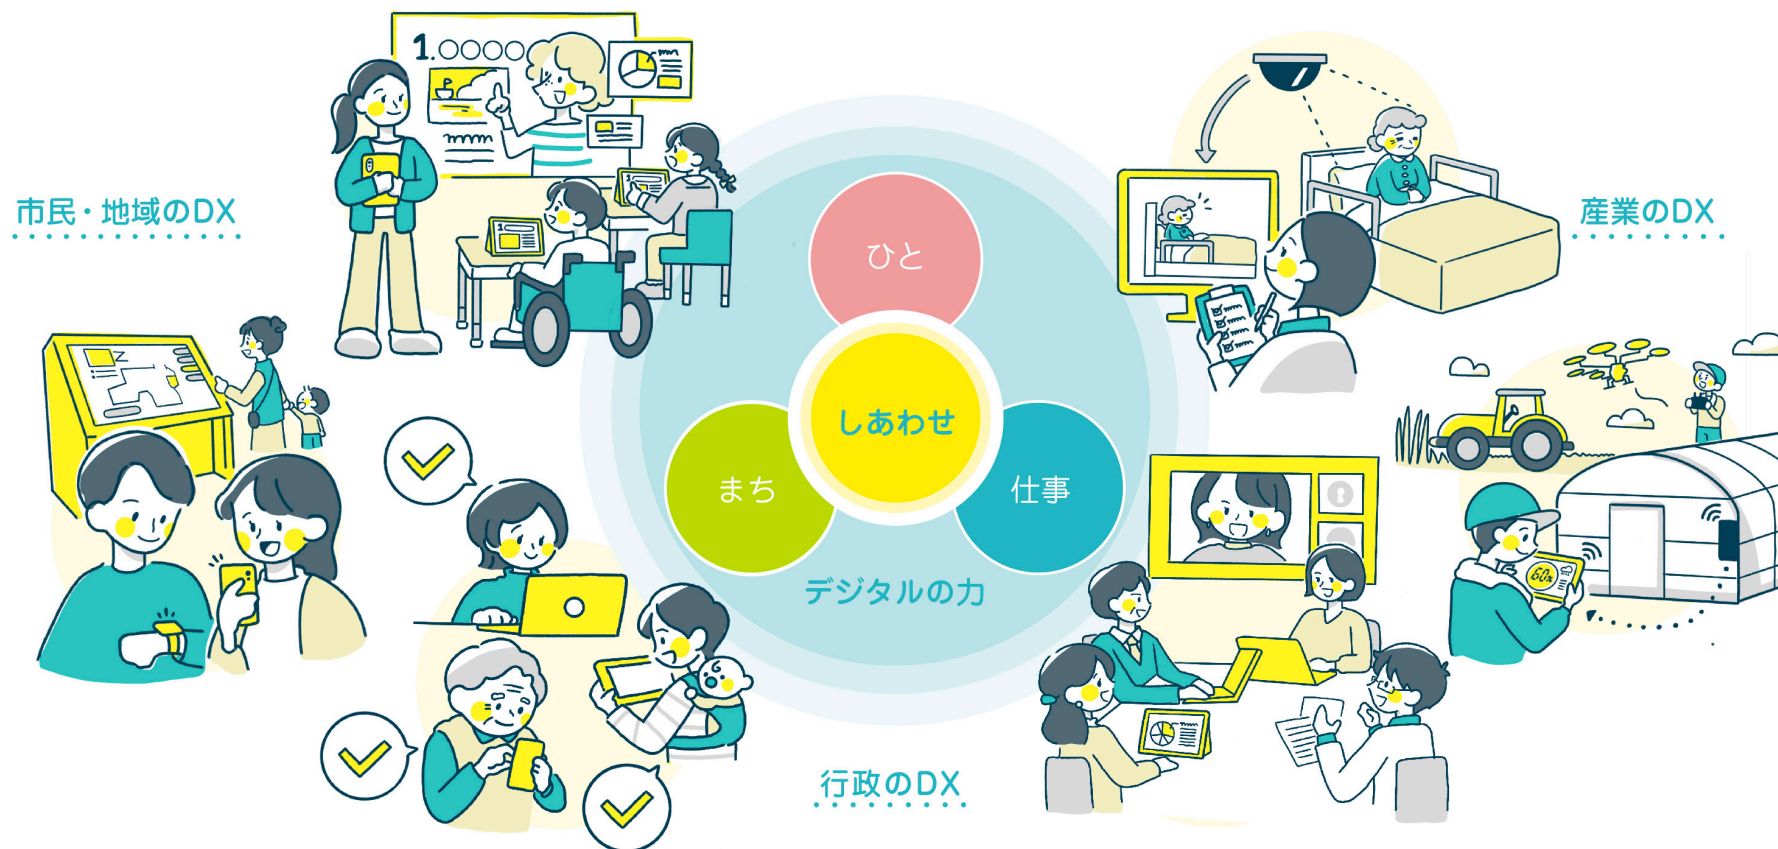 1.○○○○
市民・地域のDX
産業のDX
ひと
しあわせ
まち
仕事
デジタルの力
60%
行政のDX